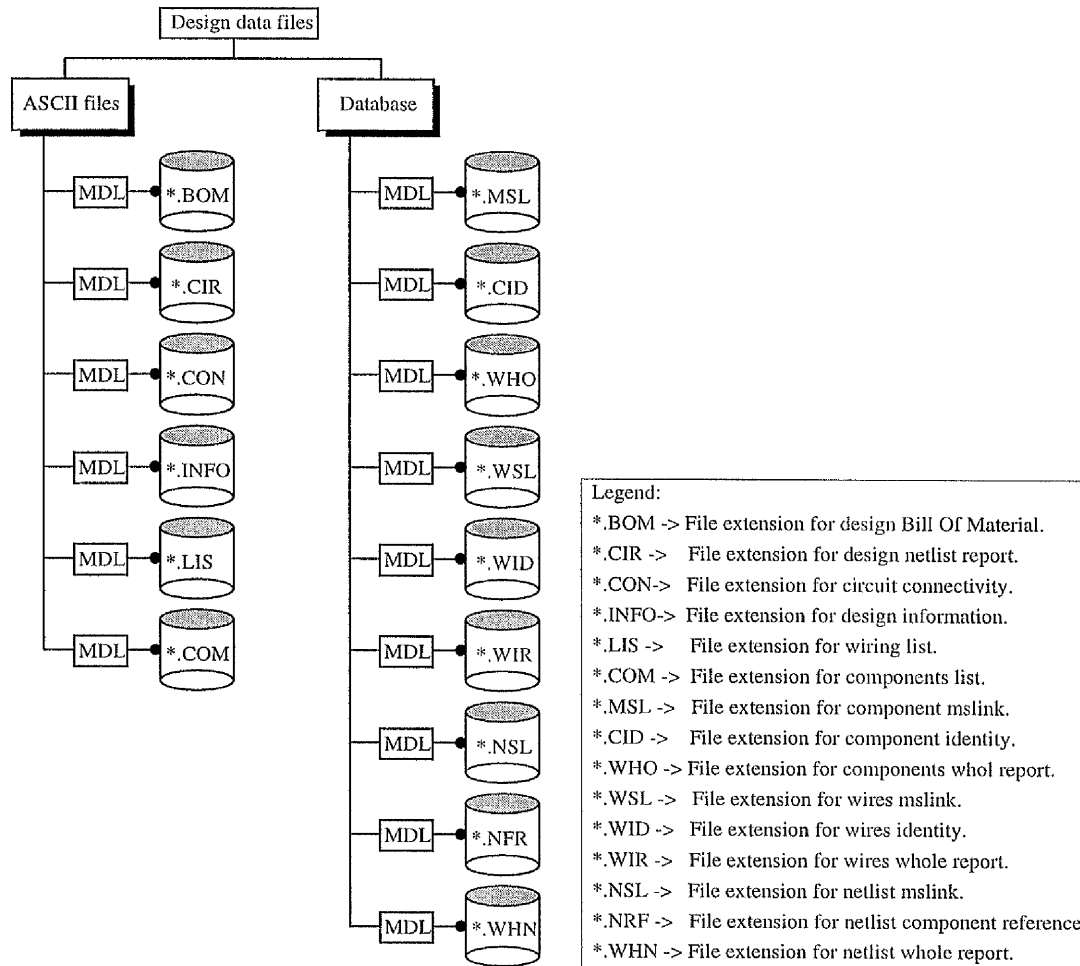 Design data files
ASCII files
Database
MDL
*.BOM
MDL
*.CIR
MDL
*.CON
MDL
*.INFO
MDL
*.LIS
MDL
*.COM
MDL
*.MSL
MDL
*.CID
MDL
*.WHO
MDL
*.WSL
MDL
*.WID
MDL
*.WIR
MDL
*.NSL
MDL
*.NFR
MDL
*.WHN
Legend:
*.BOM -> File extension for design Bill Of Material.
*.CIR -> File extension for design netlist report.
*.CON-> File extension for circuit connectivity.
*.INFO-> File extension for design information.
*.LIS -> File extension for wiring list.
*.COM -> File extension for components list.
*.MSL -> File extension for component mslink.
*.CID -> File extension for component identity.
*.WHO -> File extension for components whol report.
*.WSL -> File extension for wires mslink.
*.WID -> File extension for wires identity.
*.WIR -> File extension for wires whole report.
*.NSL -> File extension for netlist mslink.
*.NRF -> File extension for netlist component reference
*.WHN -> File extension for netlist whole report.